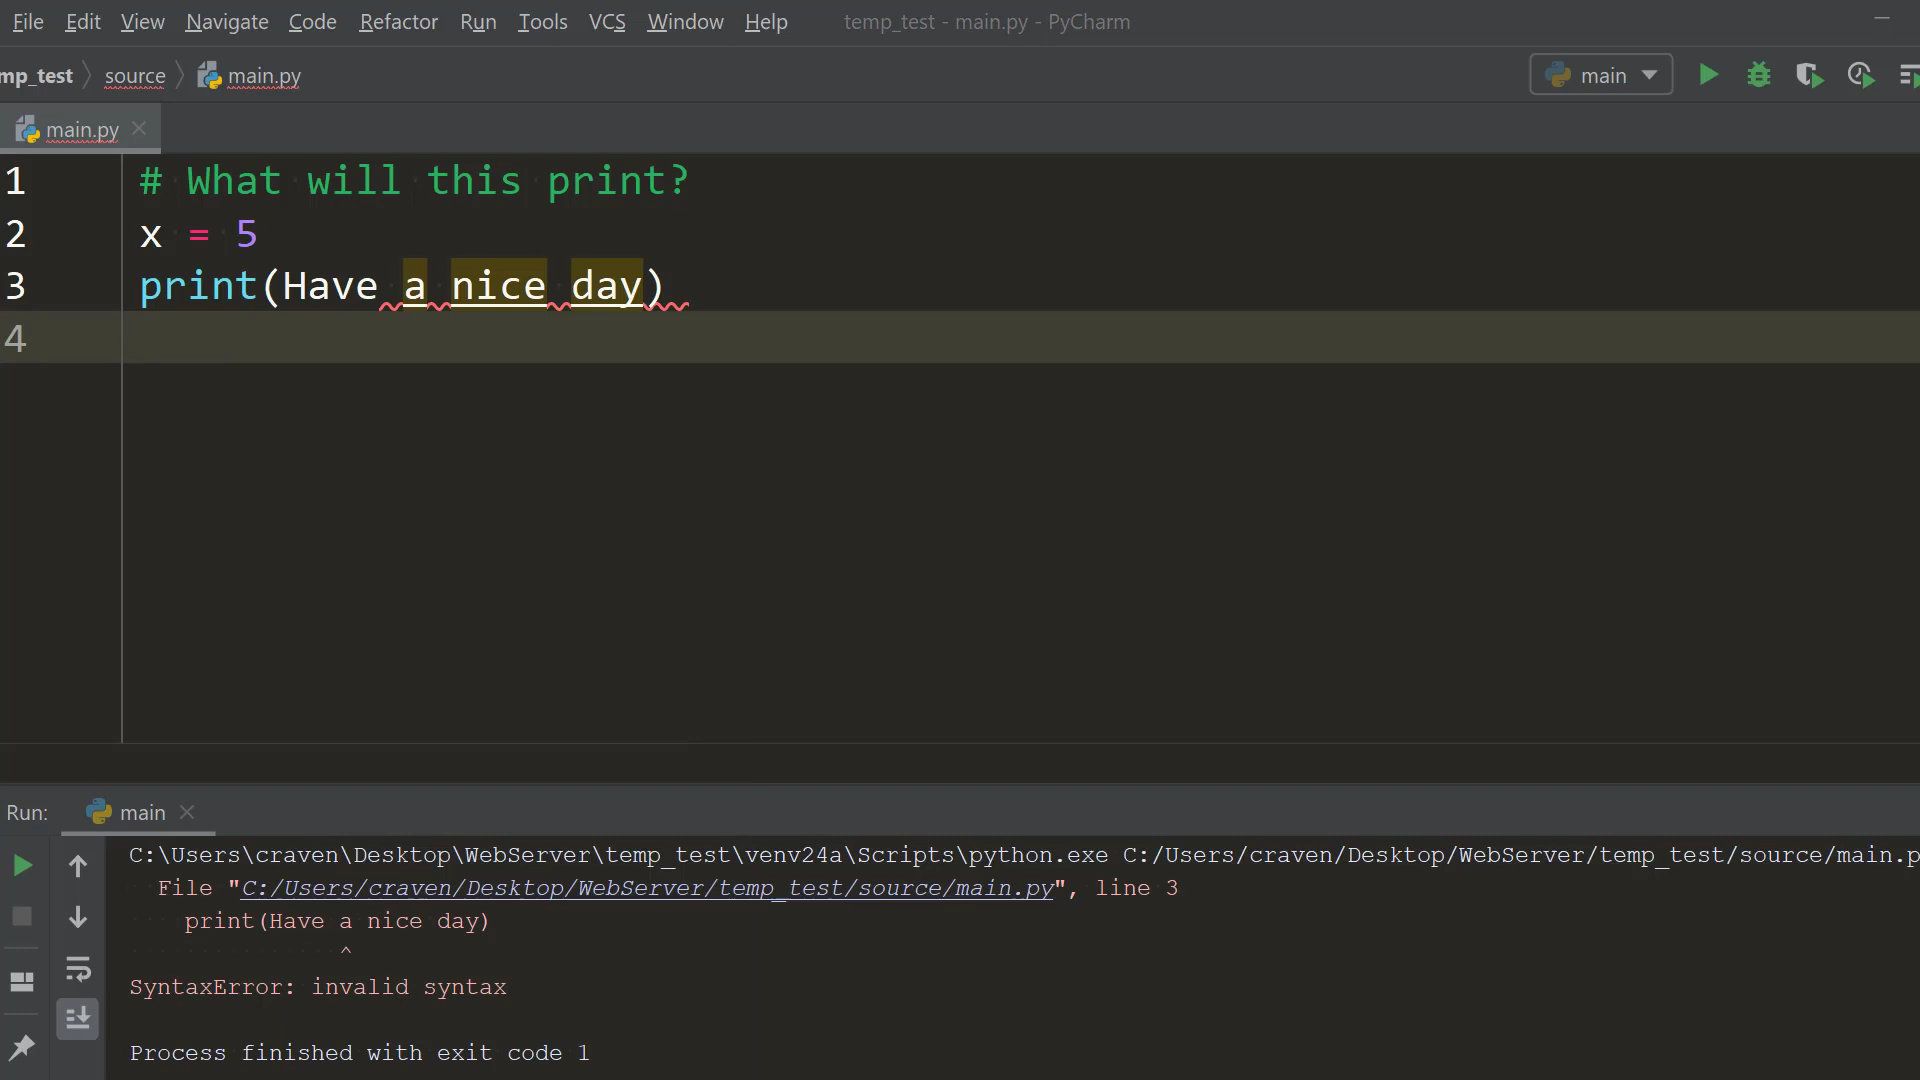 File Edit View Navigate Code Refactor Run Tools VCS Window Help temp_test - main.py - PyCharm
mp_test source main.py main
main.py
1 # What will this print?
2 x = 5
3 print(Have a nice day)
4
Run: main
C:\Users\craven\Desktop\WebServer\temp_test\venv24a\Scripts\python.exe C:/Users/craven/Desktop/WebServer/temp_test/source/main.p
File "C:/Users/craven/Desktop/WebServer/temp_test/source/main.py", line 3
print(Have a nice day)
^
SyntaxError: invalid syntax
Process finished with exit code 1